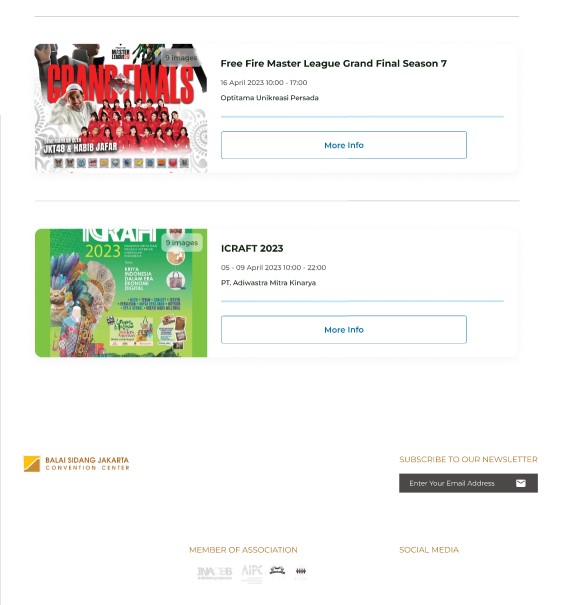 MASTER
LEAGUE
9 images
GRAND FINALS
JKT48 & HABIB JAFAR
Free Fire Master League Grand Final Season 7
16 April 2023 10:00 - 17:00
Optitama Unikreasi Persada
More Info
ICRAFT
2023
9 images
KRIYA
INDONESIA
DALAM ERA
EKONOMI
DIGITAL
ICRAFT 2023
05 - 09 April 2023 10:00 - 22:00
PT. Adiwastra Mitra Kinarya
More Info
BALAI SIDANG JAKARTA
CONVENTION CENTER
SUBSCRIBE TO OUR NEWSLETTER
Enter Your Email Address
MEMBER OF ASSOCIATION
SOCIAL MEDIA
AIPC